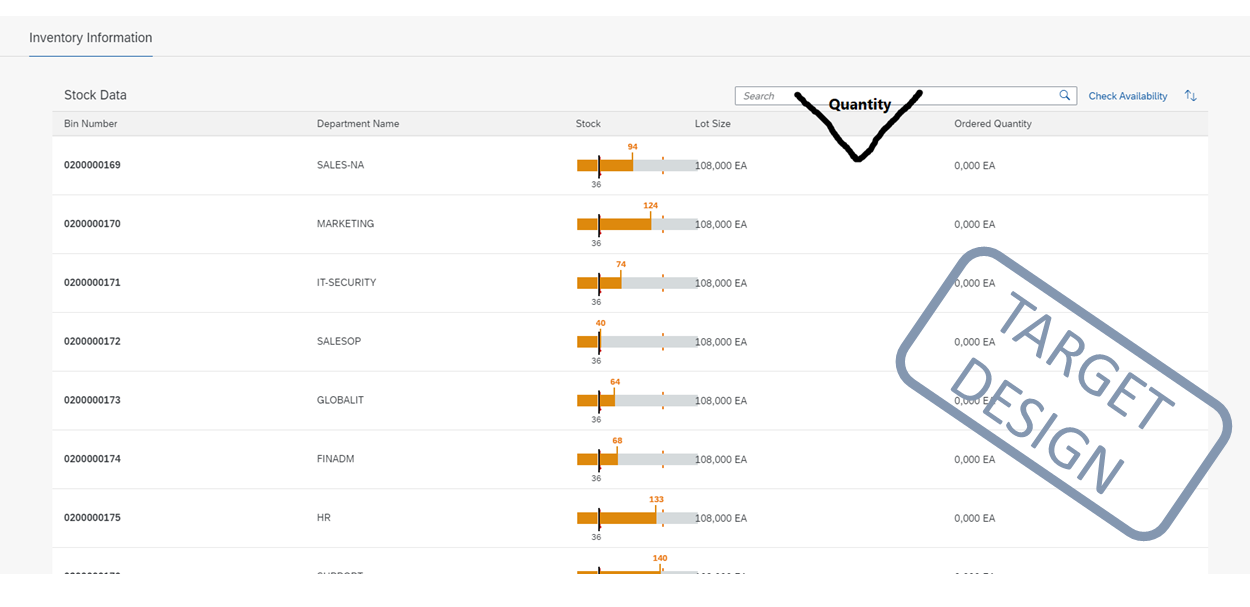 Inventory Information
Stock Data
Search
Quantity
Check Availability
Bin Number Department Name Stock Lot Size Ordered Quantity
94
0200000169 SALES-NA 108,000 EA 0,000 EA
36
124
0200000170 MARKETING 108,000 EA 0,000 EA
36
74
0200000171 IT-SECURITY 108,000 EA 0,000 EA
36
40
0200000172 SALESOP 108,000 EA 0,000 EA
36
64
0200000173 GLOBALIT 108,000 EA 0,000 EA
36
68
0200000174 FINADM 108,000 EA 0,000 EA
36
133
0200000175 HR 108,000 EA 0,000 EA
36
140
TARGET
DESIGN